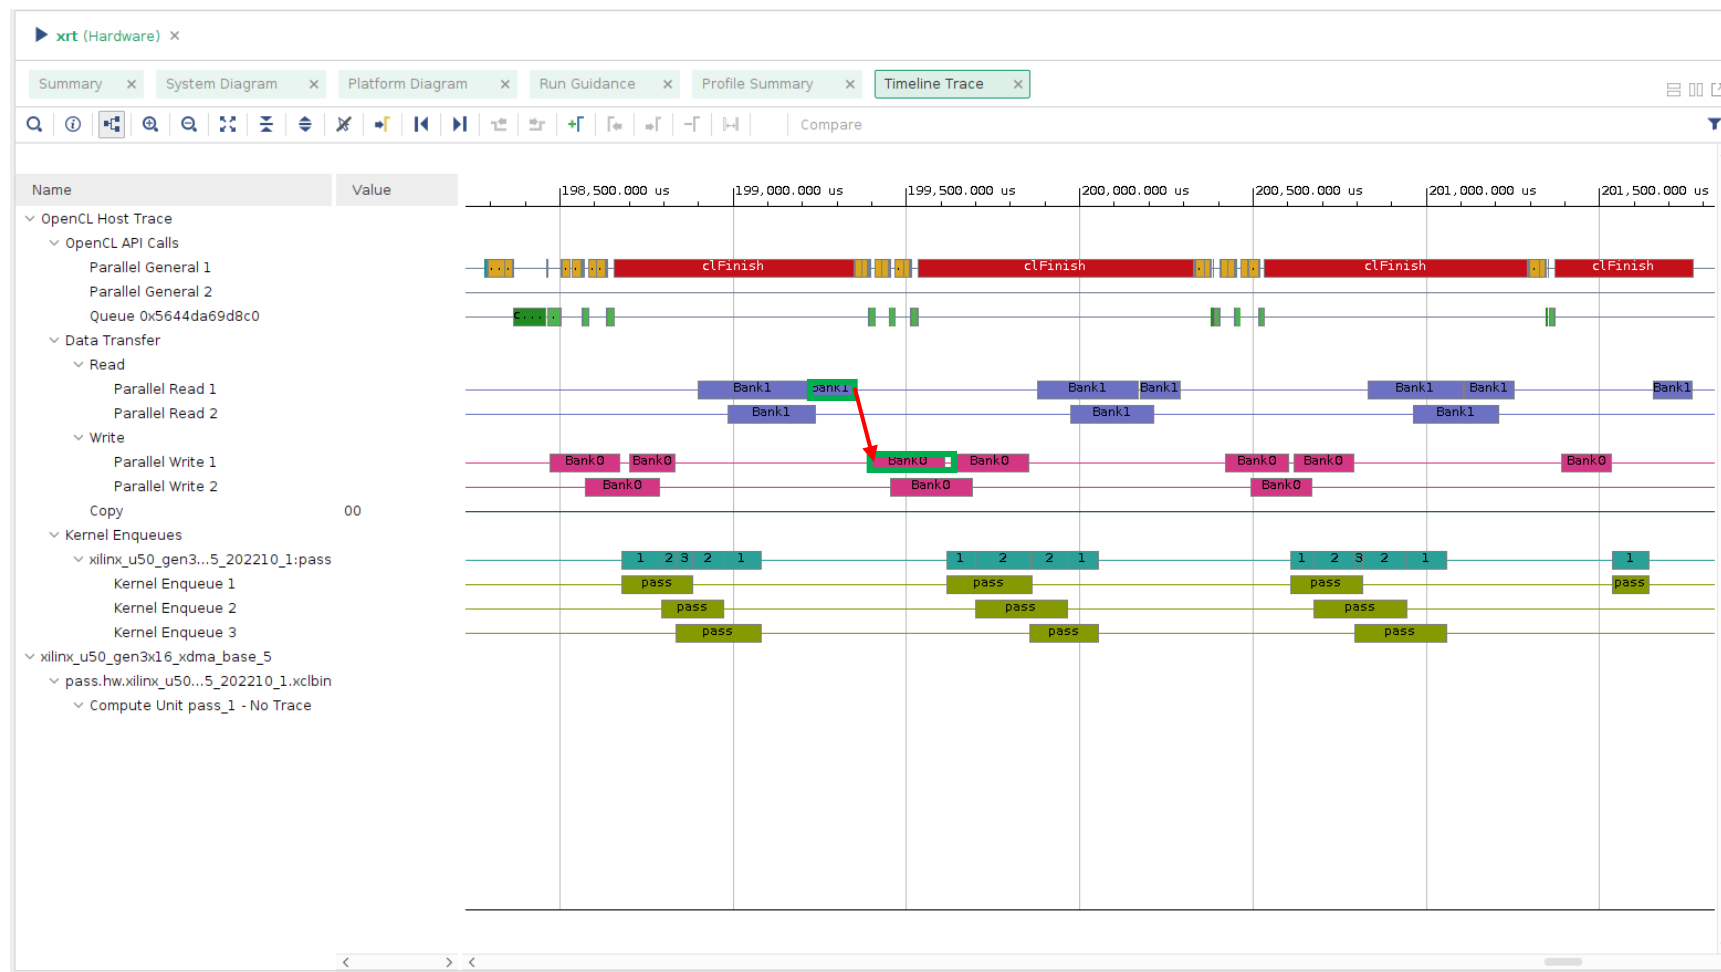 xrt (Hardware)
Summary System Diagram Platform Diagram Run Guidance Profile Summary Timeline Trace
Compare
Name Value 198,500.000 us 199,000.000 us 199,500.000 us 200,000.000 us 200,500.000 us 201,000.000 us 201,500.000 us
OpenCL Host Trace
OpenCL API Calls
Parallel General 1 ... .. .. clFinish clFinish .. . clFinish . clFinish
Parallel General 2
Queue 0x5644da69d8c0 c... .
Data Transfer
Read
Parallel Read 1 Bank1 Bank1 Bank1 Bank1 Bank1 Bank1 Bank1
Parallel Read 2 Bank1 Bank1 Bank1
Write
Parallel Write 1 Bank0 Bank0 Bank0 Bank0 Bank0 Bank0 Bank0
Parallel Write 2 Bank0 Bank0 Bank0
Copy 00
Kernel Enqueues
xilinx_u50_gen3...5_202210_1:pass 1 2 3 2 1 1 2 2 1 1 2 3 2 1 1
Kernel Enqueue 1 pass pass pass pass
Kernel Enqueue 2 pass pass pass
Kernel Enqueue 3 pass pass pass
xilinx_u50_gen3x16_xdma_base_5
pass.hw.xilinx_u50...5_202210_1.xclbin
Compute Unit pass_1 - No Trace